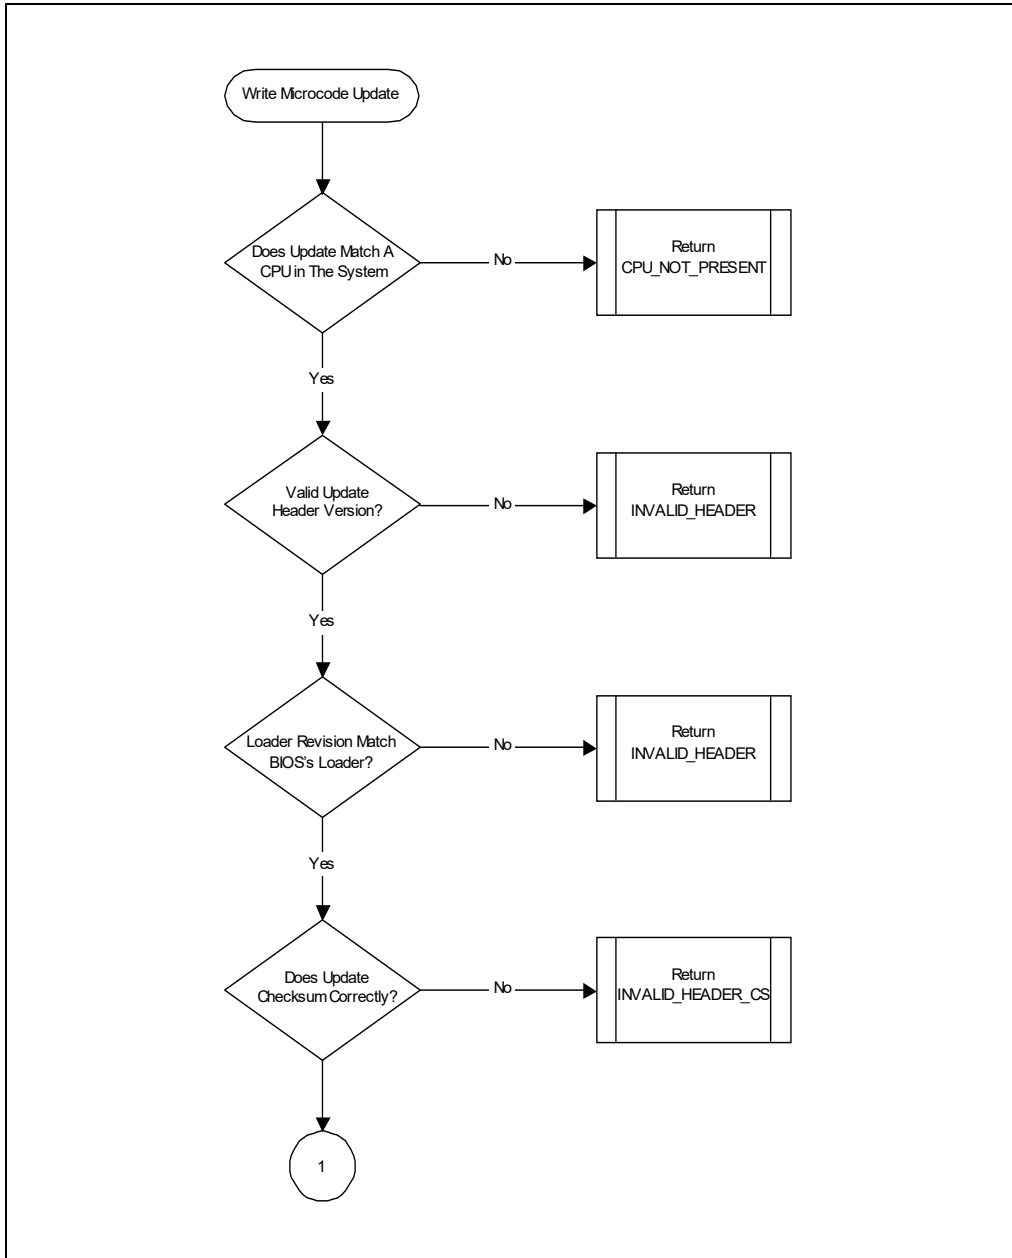 Write Microcode Update
Does Update Match A
CPU in The System
No
Return
CPU_NOT_PRESENT
Yes
Valid Update
Header Version?
No
Return
INVALID_HEADER
Yes
Loader Revision Match
BIOS's Loader?
No
Return
INVALID_HEADER
Yes
Does Update
Checksum Correctly?
No
Return
INVALID_HEADER_CS
1